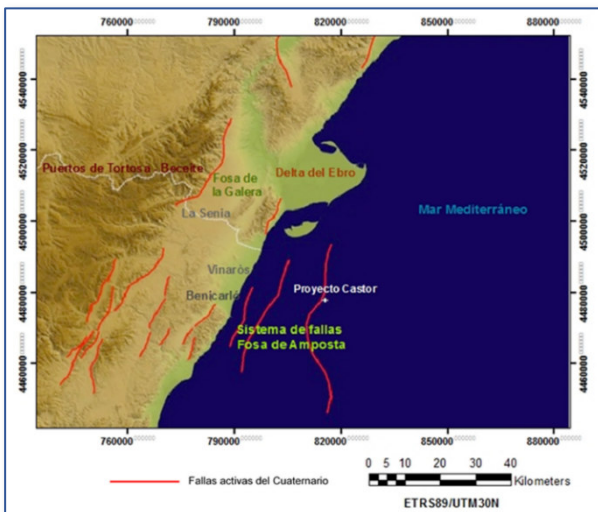 760000 790000 820000 850000 880000
4540000
4520000
4500000
4480000
4460000
4540000
4520000
4500000
4480000
4460000
Puertos de Tortosa - Beceite
Fosa de
la Galera
Delta del Ebro
La Senia
Mar Mediterráneo
Vinaròs
Benicarló
Proyecto Castor
Sistema de fallas
Fosa de Amposta
760000 790000 820000 850000 880000
Fallas activas del Cuaternario
0 5 10 20 30 40
Kilometers
ETRS89/UTM30N